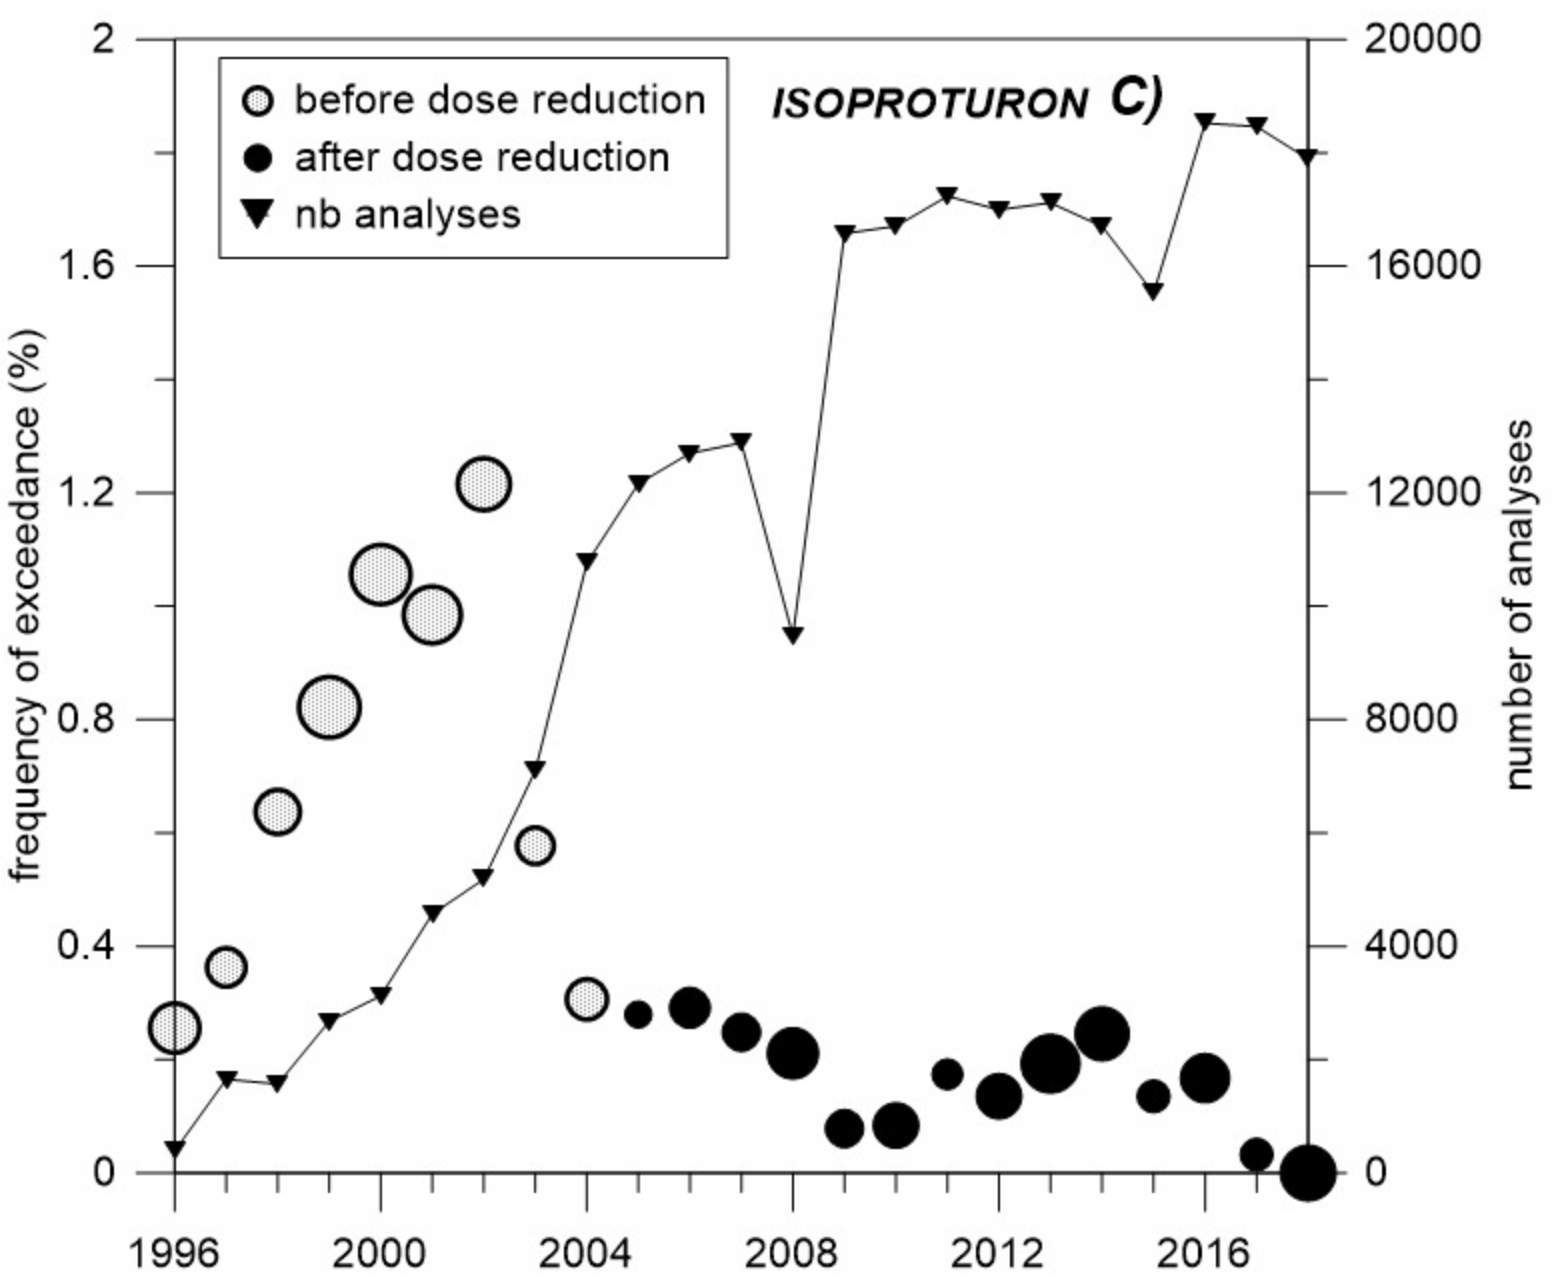 ISOPROTURON C)
before dose reduction
after dose reduction
nb analyses
frequency of exceedance (%)
2
1.6
1.2
0.8
0.4
0
number of analyses
20000
16000
12000
8000
4000
0
1996 2000 2004 2008 2012 2016